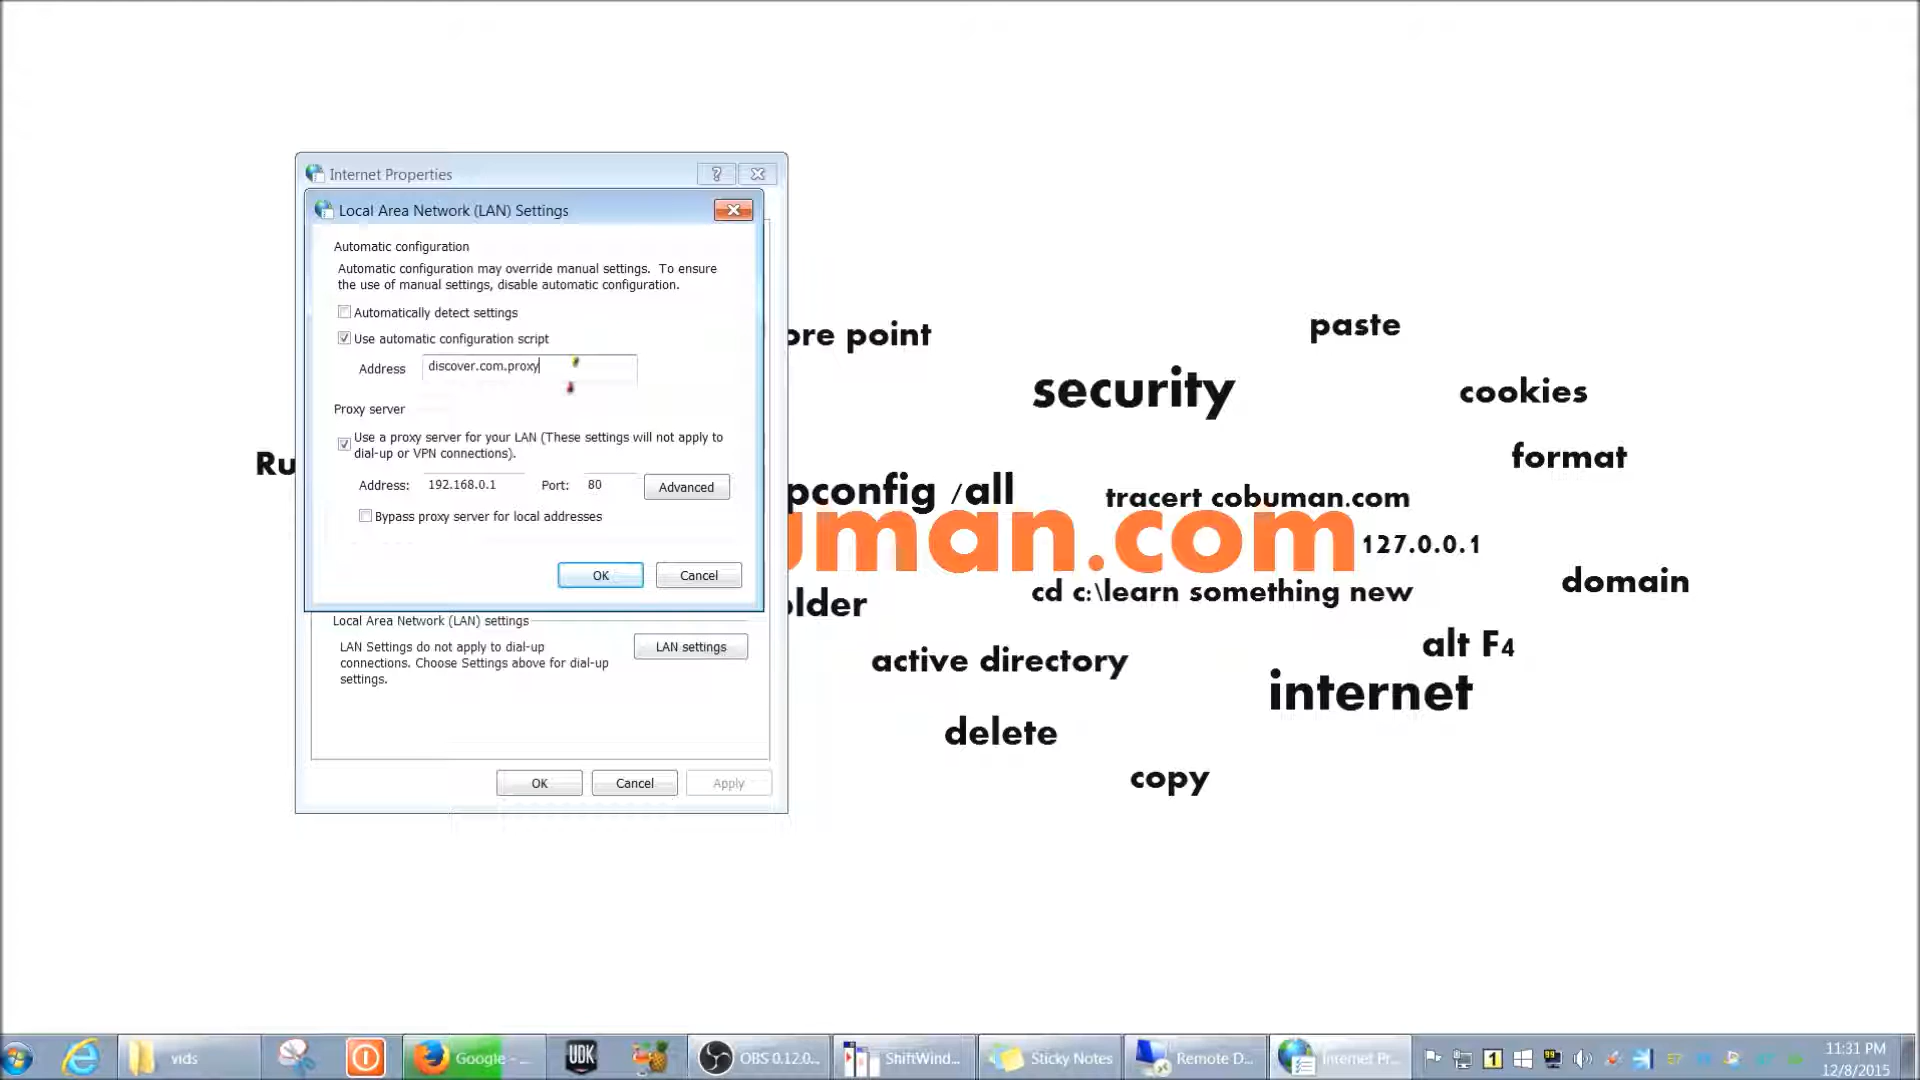 Internet Properties
Local Area Network (LAN) Settings
Automatic configuration
Automatic configuration may override manual settings. To ensure
the use of manual settings, disable automatic configuration.
Automatically detect settings
Use automatic configuration script
Address discover.com.proxy
Proxy server
Use a proxy server for your LAN (These settings will not apply to
dial-up or VPN connections).
Address: 192.168.0.1 Port: 80 Advanced
Bypass proxy server for local addresses
OK Cancel
Local Area Network (LAN) settings
LAN Settings do not apply to dial-up
connections. Choose Settings above for dial-up
settings.
LAN settings
OK Cancel Apply
ore point
paste
security
cookies
Ru
format
pconfig /all
tracert cobuman.com
uman.com
127.0.0.1
cd c:\learn something new
domain
older
alt F4
active directory
internet
delete
copy
vids
Google -...
UDK
OBS 0.12.0...
ShiftWind...
Sticky Notes
Remote D...
Internet Pr...
1
99
11:31 PM
12/8/2015